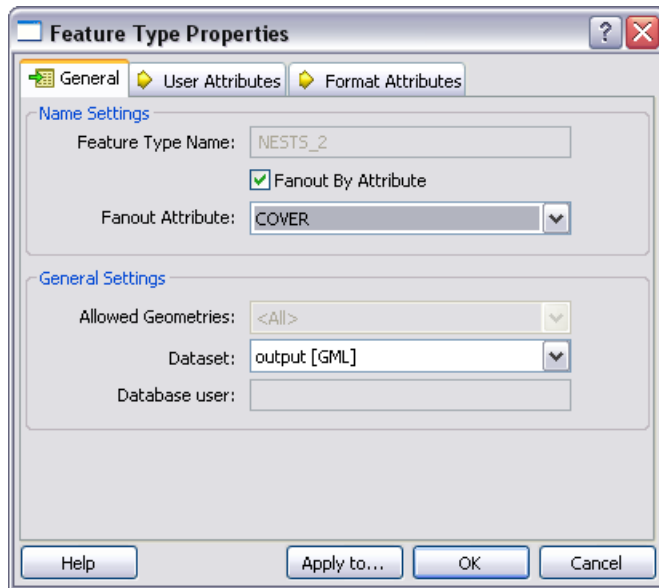 Feature Type Properties
General
User Attributes
Format Attributes
Name Settings
Feature Type Name: NESTS_2
Fanout By Attribute
Fanout Attribute: COVER
General Settings
Allowed Geometries: <All>
Dataset: output [GML]
Database user:
Help
Apply to...
OK
Cancel